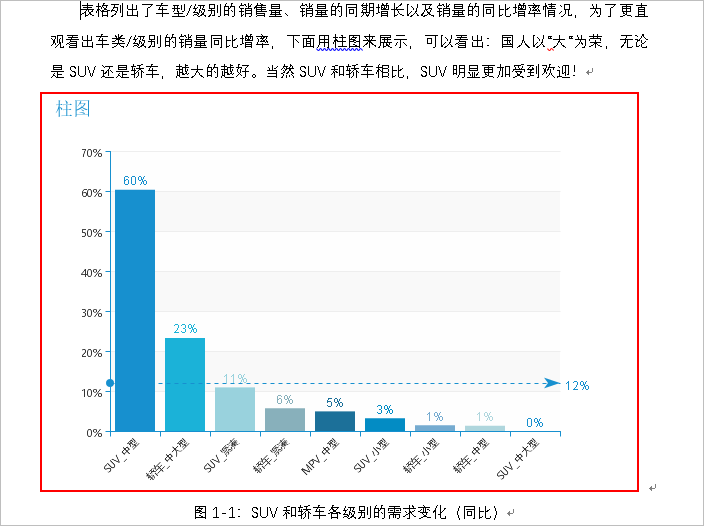 表格列出了车型/级别的销售量、销量的同期增长以及销量的同比增率情况，为了更直
观看出车类/级别的销量同比增率，下面用柱图来展示，可以看出：国人以“大“为荣，无论
是 SUV 还是轿车，越大的越好。当然 SUV 和轿车相比，SUV 明显更加受到欢迎！
柱图
70%
60%
50%
40%
30%
20%
10%
0%
60%
23%
11%
6%
5%
3%
1%
1%
0%
12%
SUV_中型
轿车_中大型
SUV_紧凑
轿车_紧凑
MPV_中型
SUV_小型
轿车_小型
轿车_中型
SUV_中大型
图 1-1：SUV 和轿车各级别的需求变化（同比）